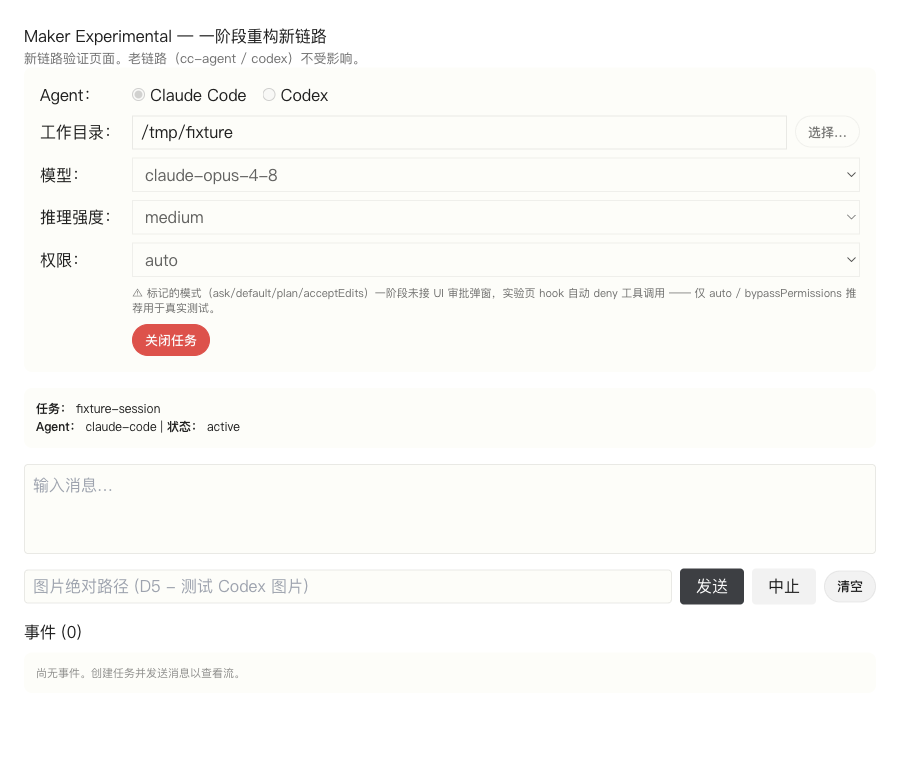 Maker Experimental — 一阶段重构新链路
新链路验证页面。老链路（cc-agent / codex）不受影响。
Agent： Claude Code Codex
工作目录： /tmp/fixture 选择...
模型： claude-opus-4-8
推理强度： medium
权限： auto
⚠ 标记的模式（ask/default/plan/acceptEdits）一阶段未接 UI 审批弹窗，实验页 hook 自动 deny 工具调用 —— 仅 auto / bypassPermissions 推
荐用于真实测试。
关闭任务
任务： fixture-session
Agent： claude-code | 状态： active
输入消息...
图片绝对路径 (D5 - 测试 Codex 图片) 发送 中止 清空
事件 (0)
尚无事件。创建任务并发送消息以查看流。